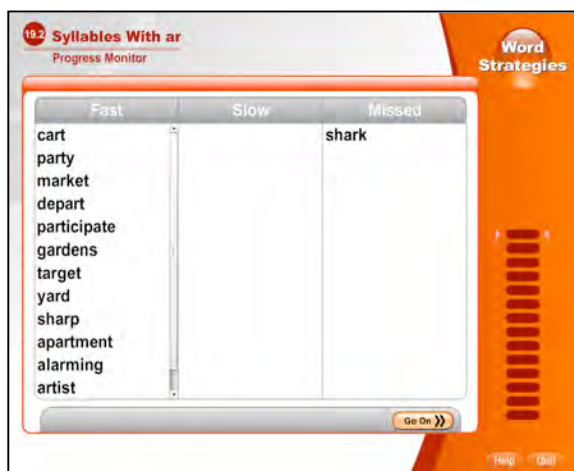 19.2 Syllables With ar
Progress Monitor
Word
Strategies
Fast Slow Missed
cart shark
party
market
depart
participate
gardens
target
yard
sharp
apartment
alarming
artist
Go On
Help Quit